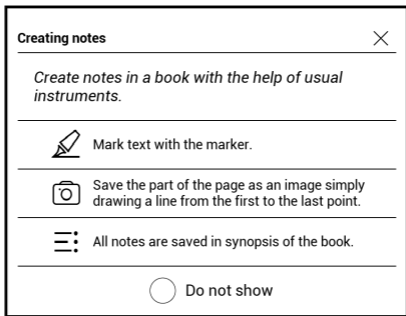 Creating notes
Create notes in a book with the help of usual
instruments.
Mark text with the marker.
Save the part of the page as an image simply
drawing a line from the first to the last point.
All notes are saved in synopsis of the book.
Do not show